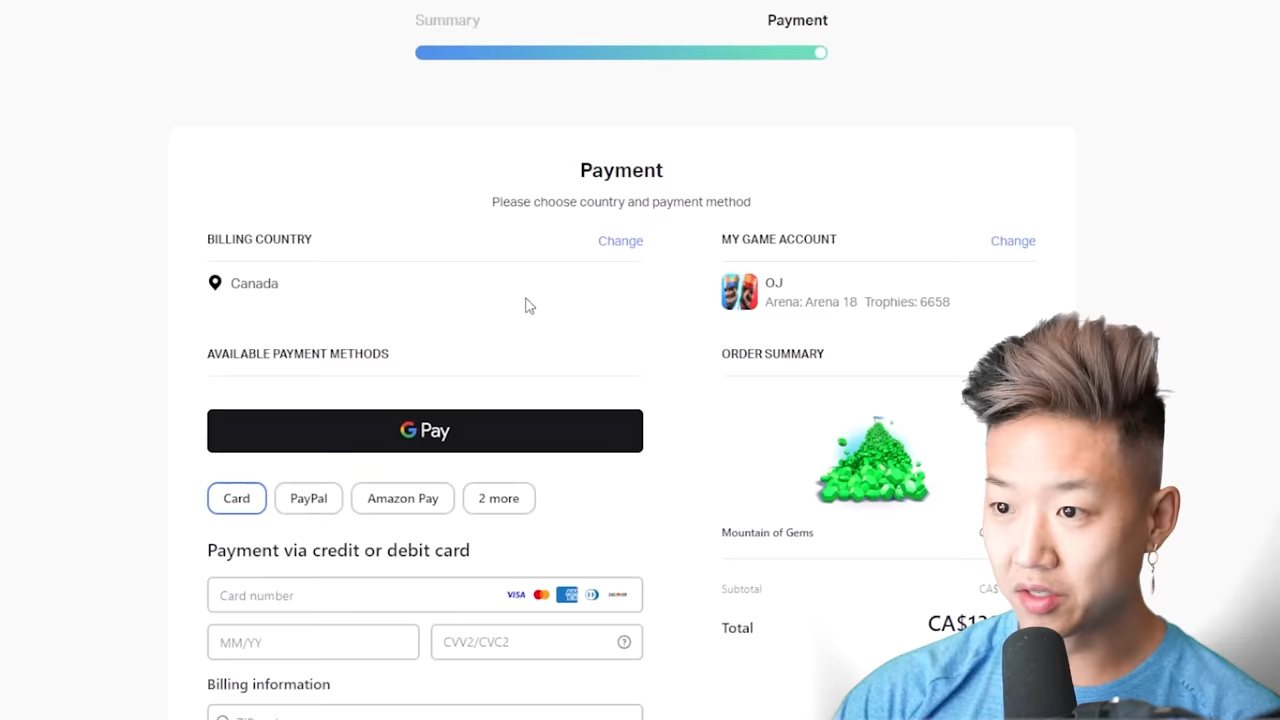 Summary
Payment
Payment
Please choose country and payment method
BILLING COUNTRY
Change
Canada
AVAILABLE PAYMENT METHODS
G Pay
Card
PayPal
Amazon Pay
2 more
Payment via credit or debit card
Card number
VISA
MM/YY
CVV2/CVC2
Billing information
MY GAME ACCOUNT
Change
OJ
Arena: Arena 18 Trophies: 6658
ORDER SUMMARY
Mountain of Gems
Subtotal
CA$
Total